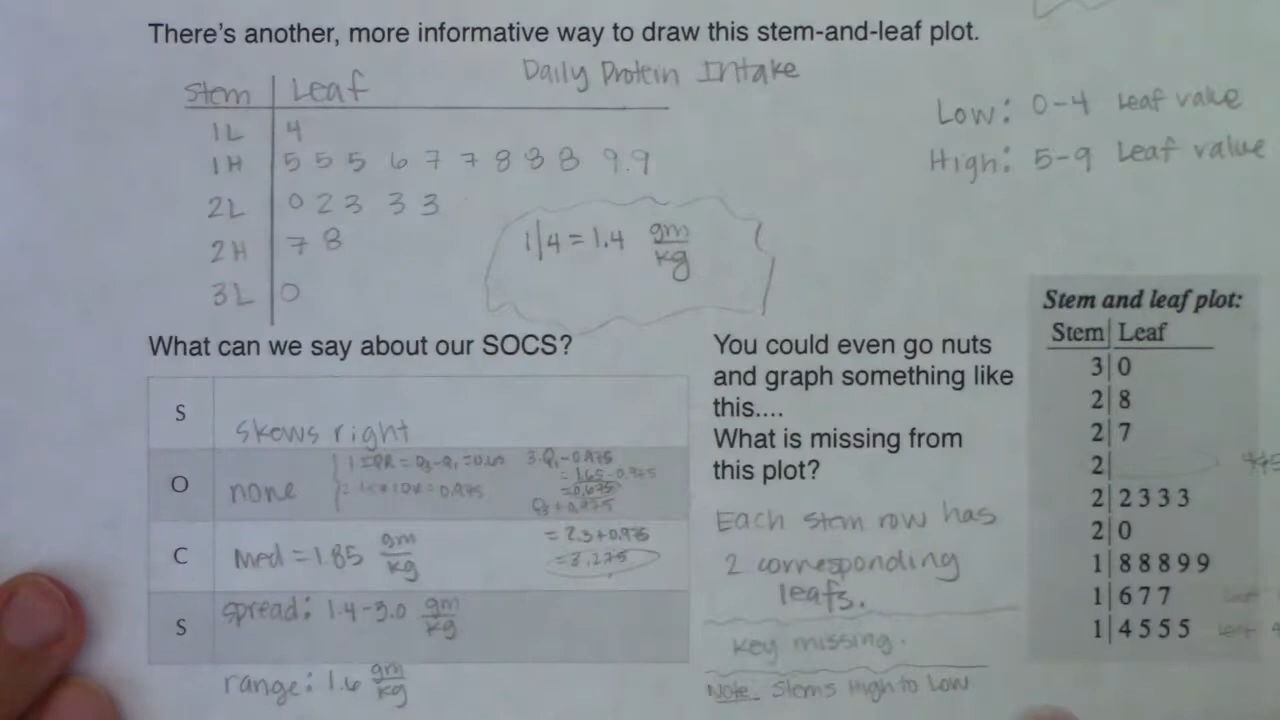 There's another, more informative way to draw this stem-and-leaf plot.
Daily Protein Intake
Stem | Leaf
1L | 4
1H | 5 5 5 6 7 7 8 8 8 9 9
2L | 0 2 3 3 3
2H | 7 8
3L | 0
1|4 = 1.4 gm/kg
Low: 0-4 Leaf value
High: 5-9 Leaf value
What can we say about our SOCS?
S skews right
O none
1 IQR = Q3-Q1 = 0.65
= 0.975
3. Q1-0.975
= 1.65-0.975
= 0.675
Q3+0.975
= 2.3+0.975
= 3.275
C Med = 1.85 gm/kg
S spread: 1.4-3.0 gm/kg
range: 1.6 gm/kg
You could even go nuts
and graph something like
this....
What is missing from
this plot?
Each stem row has
2 corresponding
leafs.
key missing.
Note. Stems High to Low
Stem and leaf plot:
Stem | Leaf
3|0
2|8
2|7
2|
2|2 3 3 3
2|0
1|8 8 8 9 9
1|6 7 7
1|4 5 5 5